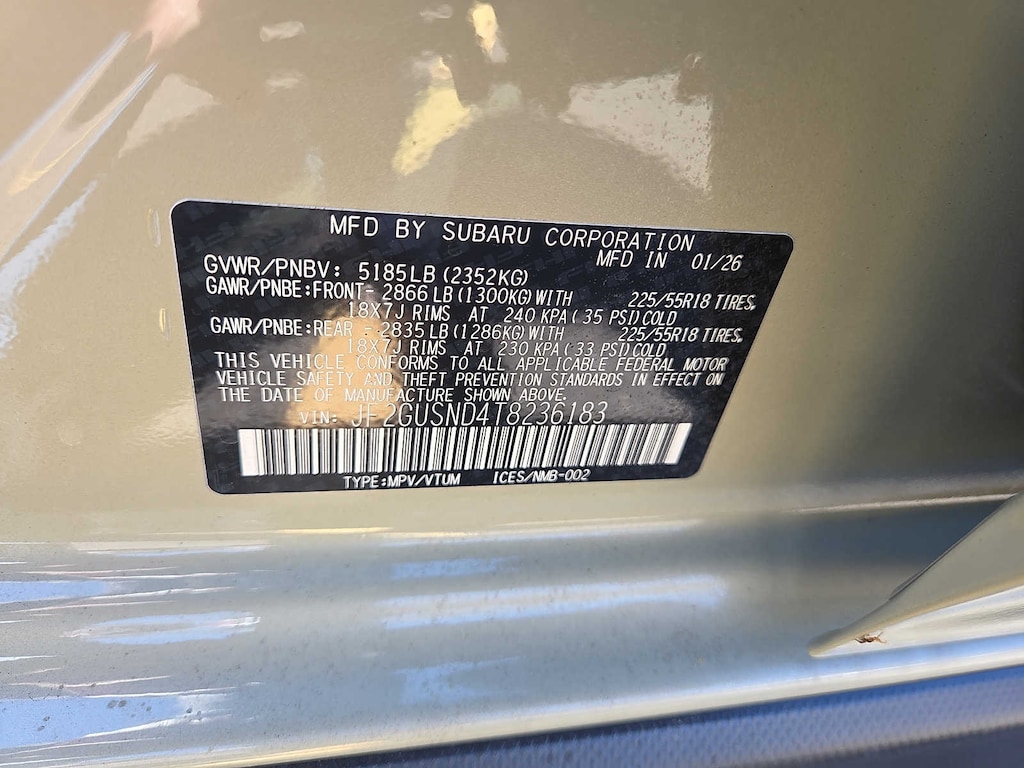 MFD BY SUBARU CORPORATION
GVWR/PNBV: 5185LB (2352KG) MFD IN 01/26
GAWR/PNBE:FRONT- 2866 LB (1300KG) WITH 225/55R18 TIRES,
18X7J RIMS AT 240 KPA (35 PSI) COLD
GAWR/PNBE:REAR - 2835 LB (1286KG) WITH 225/55R18 TIRES,
18X7J RIMS AT 230 KPA (33 PSI) COLD
THIS VEHICLE CONFORMS TO ALL APPLICABLE FEDERAL MOTOR
VEHICLE SAFETY AND THEFT PREVENTION STANDARDS IN EFFECT ON
THE DATE OF MANUFACTURE SHOWN ABOVE.
VIN: JF2GUSND4T8236183
TYPE:MPV/VTUM ICES/NMB-002